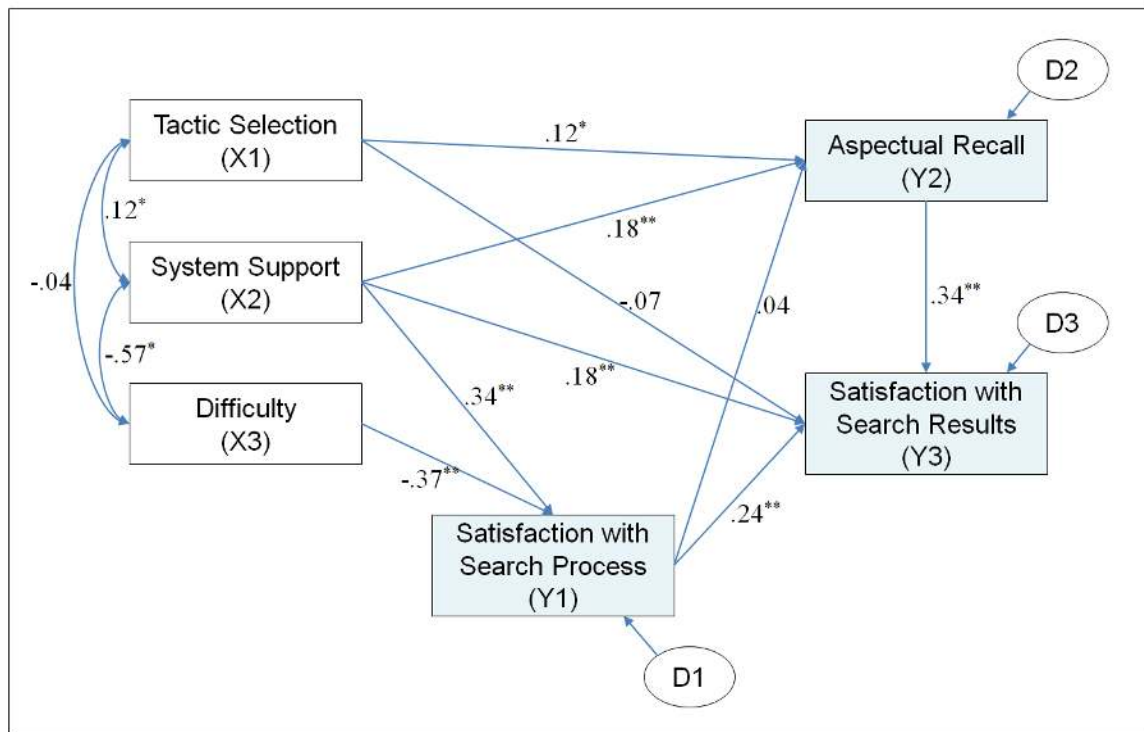 D2
Tactic Selection
(X1)
.12*
Aspectual Recall
(Y2)
.12*
.18**
System Support
(X2)
-.04
-.07
.04
.34**
D3
-.57*
.18**
Difficulty
(X3)
.34**
Satisfaction with
Search Results
(Y3)
-.37**
.24**
Satisfaction with
Search Process
(Y1)
D1